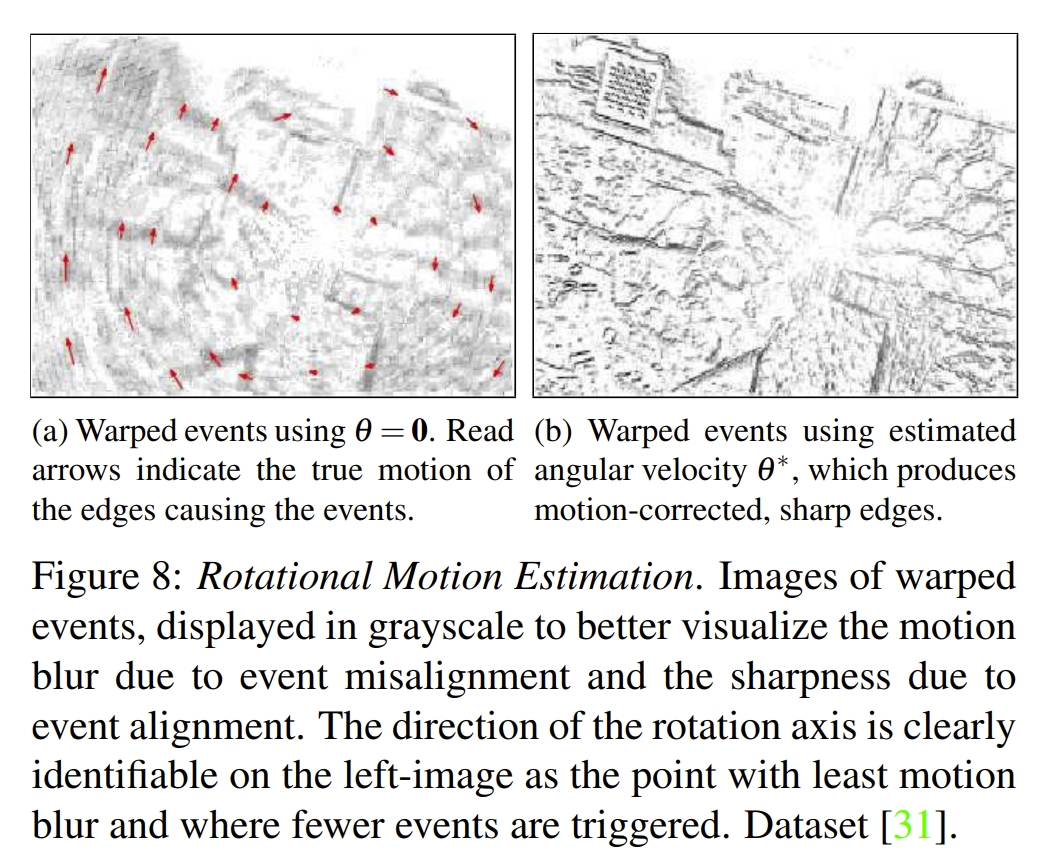 (a) Warped events using θ = 0. Read
arrows indicate the true motion of
the edges causing the events.
(b) Warped events using estimated
angular velocity θ*, which produces
motion-corrected, sharp edges.
Figure 8: Rotational Motion Estimation. Images of warped
events, displayed in grayscale to better visualize the motion
blur due to event misalignment and the sharpness due to
event alignment. The direction of the rotation axis is clearly
identifiable on the left-image as the point with least motion
blur and where fewer events are triggered. Dataset [31].